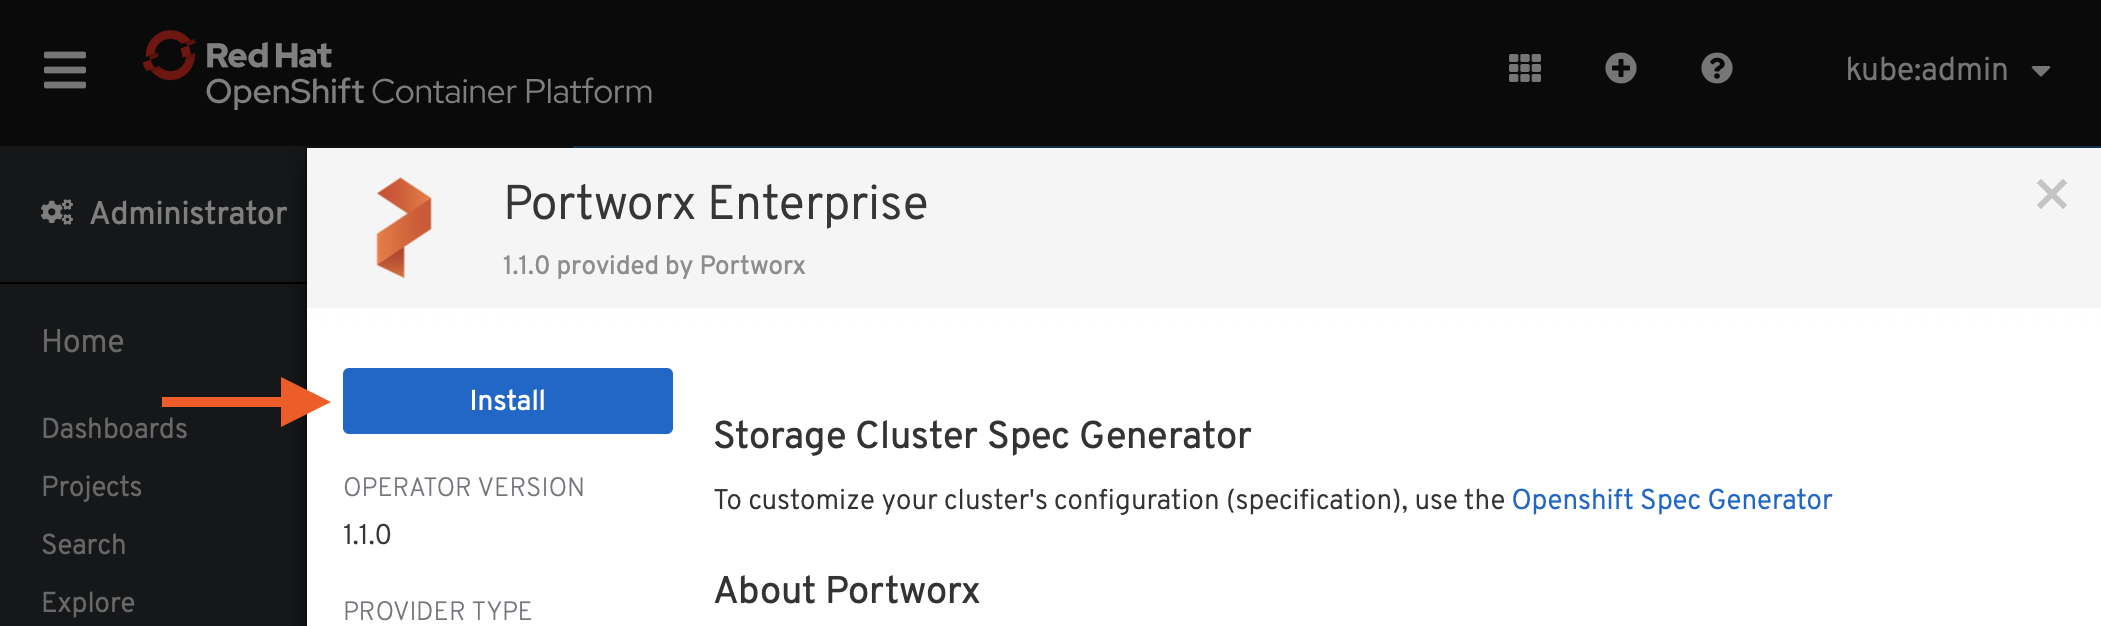 Red Hat
OpenShift Container Platform
kube:admin
Administrator
Portworx Enterprise
1.1.0 provided by Portworx
Home
Install
Dashboards
Storage Cluster Spec Generator
Projects
OPERATOR VERSION
To customize your cluster's configuration (specification), use the Openshift Spec Generator
1.1.0
Search
About Portworx
Explore
PROVIDER TYPE